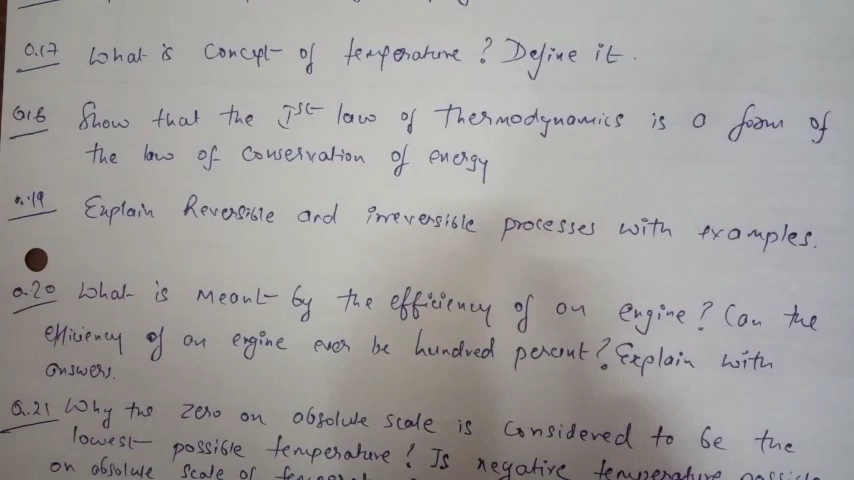 Q.17 What is concept of temperature? Define it.
Q.18 Show that the Ist law of thermodynamics is a form of
the law of conservation of energy
Q.19 Explain Reversible and irreversible processes with examples.
Q.20 What is meant by the efficiency of an engine? Can the
efficiency of an engine ever be hundred percent? Explain with
answers.
Q.21 Why the zero on absolute scale is considered to be the
lowest possible temperature? Is negative temperature possible
on absolute scale of